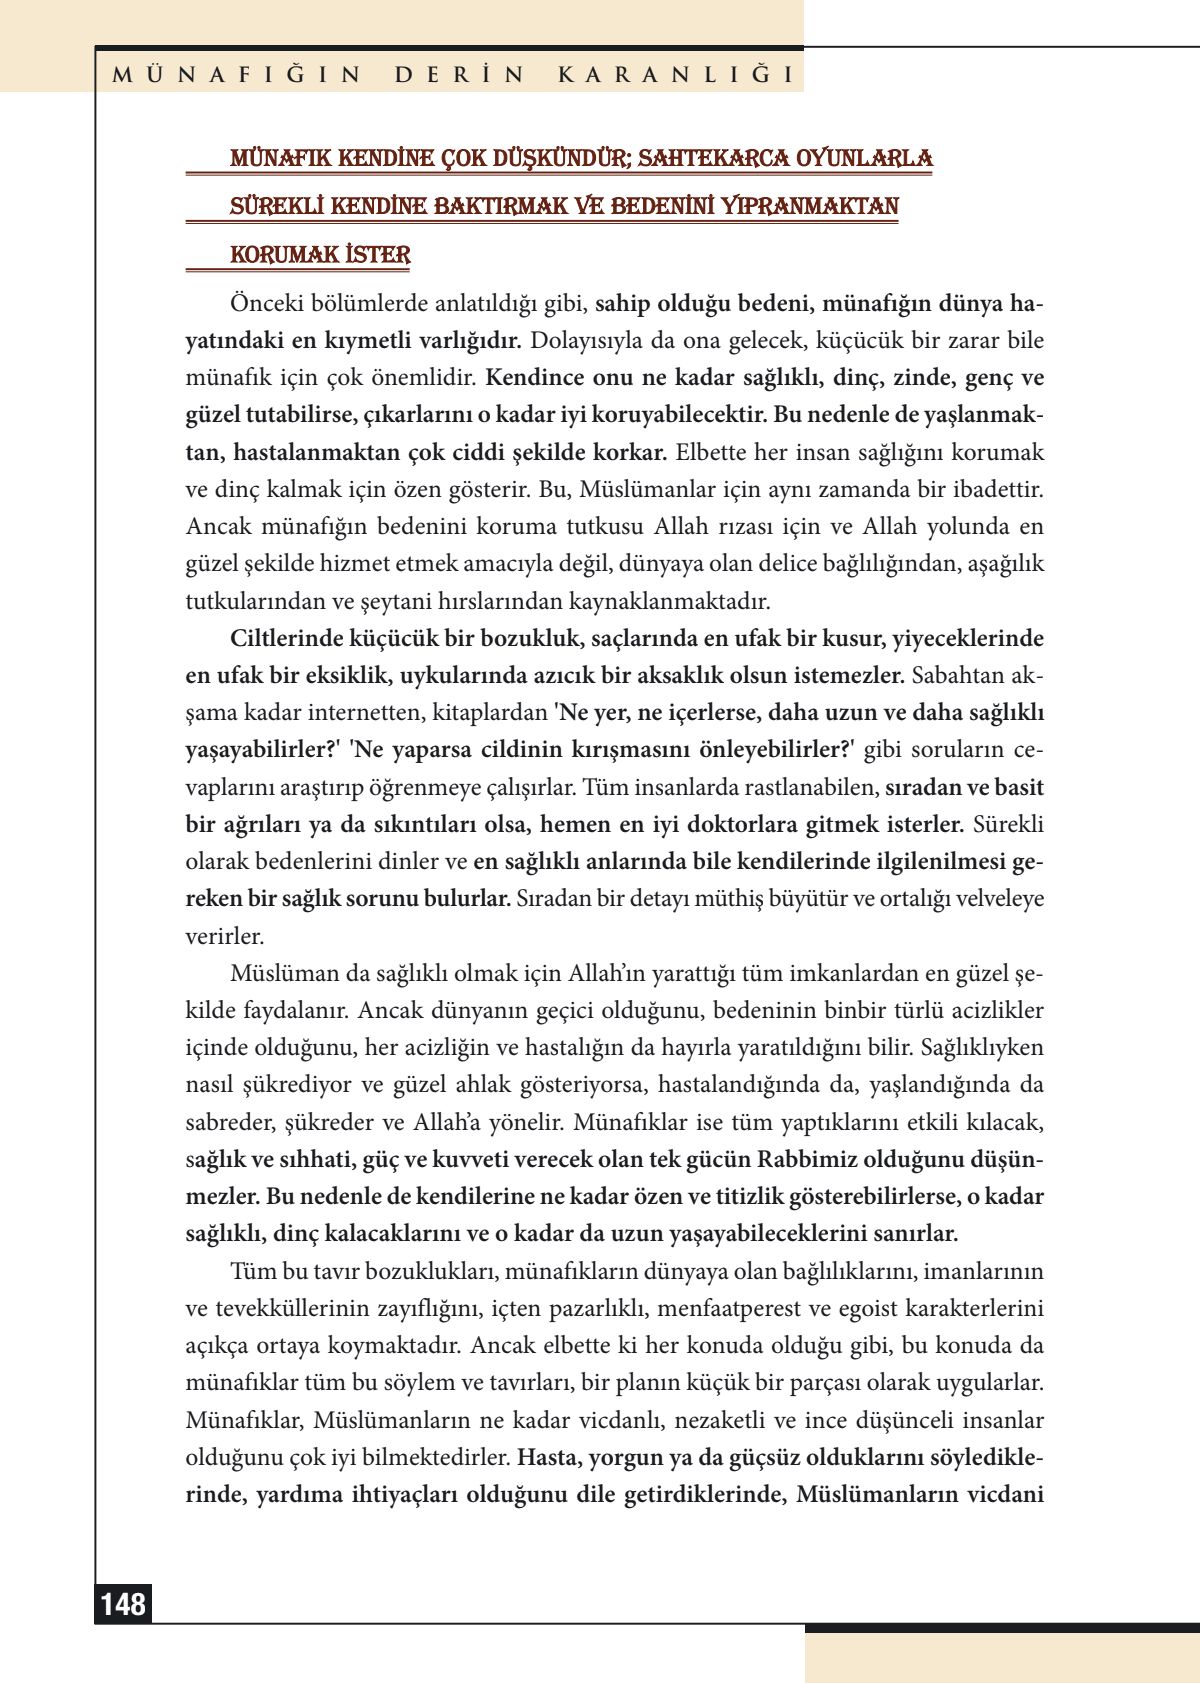 MÜNAFIĞIN DERİN KARANLIĞI
MÜNAFIK KENDİNE ÇOK DÜŞKÜNDÜR; SAHTEKARCA OYUNLARLA
SÜREKLİ KENDİNE BAKTIRMAK VE BEDENİNİ YIPRANMAKTAN
KORUMAK İSTER
Önceki bölümlerde anlatıldığı gibi, sahip olduğu bedeni, münafığın dünya ha-
yatındaki en kıymetli varlığıdır. Dolayısıyla da ona gelecek, küçücük bir zarar bile
münafık için çok önemlidir. Kendince onu ne kadar sağlıklı, dinç, zinde, genç ve
güzel tutabilirse, çıkarlarını o kadar iyi koruyabilecektir. Bu nedenle de yaşlanmak-
tan, hastalanmaktan çok ciddi şekilde korkar. Elbette her insan sağlığını korumak
ve dinç kalmak için özen gösterir. Bu, Müslümanlar için aynı zamanda bir ibadettir.
Ancak münafığın bedenini koruma tutkusu Allah rızası için ve Allah yolunda en
güzel şekilde hizmet etmek amacıyla değil, dünyaya olan delice bağlılığından, aşağılık
tutkularından ve şeytani hırslarından kaynaklanmaktadır.
Ciltlerinde küçücük bir bozukluk, saçlarında en ufak bir kusur, yiyeceklerinde
en ufak bir eksiklik, uykularında azıcık bir aksaklık olsun istemezler. Sabahtan ak-
şama kadar internetten, kitaplardan 'Ne yer, ne içerlerse, daha uzun ve daha sağlıklı
yaşayabilirler?' 'Ne yaparsa cildinin kırışmasını önleyebilirler?' gibi soruların ce-
vaplarını araştırıp öğrenmeye çalışırlar. Tüm insanlarda rastlanabilen, sıradan ve basit
bir ağrıları ya da sıkıntıları olsa, hemen en iyi doktorlara gitmek isterler. Sürekli
olarak bedenlerini dinler ve en sağlıklı anlarında bile kendilerinde ilgilenilmesi ge-
reken bir sağlık sorunu bulurlar. Sıradan bir detayı müthiş büyütür ve ortalığı velveleye
verirler.
Müslüman da sağlıklı olmak için Allah’ın yarattığı tüm imkanlardan en güzel şe-
kilde faydalanır. Ancak dünyanın geçici olduğunu, bedeninin binbir türlü acizlikler
içinde olduğunu, her acizliğin ve hastalığın da hayırla yaratıldığını bilir. Sağlıklıyken
nasıl şükrediyor ve güzel ahlak gösteriyorsa, hastalandığında da, yaşlandığında da
sabreder, şükreder ve Allah’a yönelir. Münafıklar ise tüm yaptıklarını etkili kılacak,
sağlık ve sıhhati, güç ve kuvveti verecek olan tek gücün Rabbimiz olduğunu düşün-
mezler. Bu nedenle de kendilerine ne kadar özen ve titizlik gösterebilirlerse, o kadar
sağlıklı, dinç kalacaklarını ve o kadar da uzun yaşayabileceklerini sanırlar.
Tüm bu tavır bozuklukları, münafıkların dünyaya olan bağlılıklarını, imanlarının
ve tevekküllerinin zayıflığını, içten pazarlıklı, menfaatperest ve egoist karakterlerini
açıkça ortaya koymaktadır. Ancak elbette ki her konuda olduğu gibi, bu konuda da
münafıklar tüm bu söylem ve tavırları, bir planın küçük bir parçası olarak uygularlar.
Münafıklar, Müslümanların ne kadar vicdanlı, nezaketli ve ince düşünceli insanlar
olduğunu çok iyi bilmektedirler. Hasta, yorgun ya da güçsüz olduklarını söyledikle-
rinde, yardıma ihtiyaçları olduğunu dile getirdiklerinde, Müslümanların vicdani
148